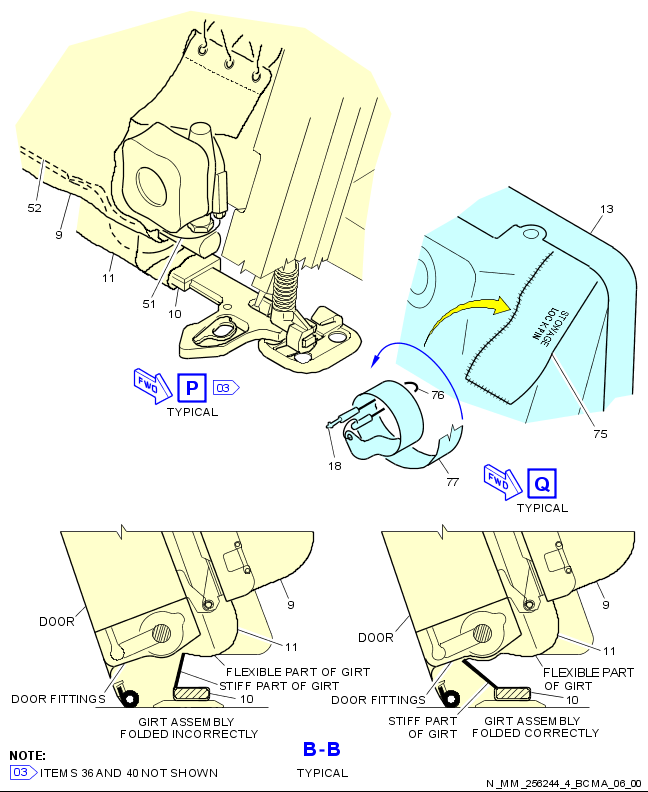 52
9
11
51
10
13
STOWAGE
LOCK PIN
75
FWD
P
03
TYPICAL
76
18
77
FWD
Q
TYPICAL
9
DOOR
11
FLEXIBLE PART OF GIRT
STIFF PART OF GIRT
DOOR FITTINGS
10
GIRT ASSEMBLY
FOLDED INCORRECTLY
9
DOOR
11
FLEXIBLE PART
OF GIRT
DOOR FITTINGS
10
STIFF PART
OF GIRT
GIRT ASSEMBLY
FOLDED CORRECTLY
B-B
TYPICAL
NOTE:
03 ITEMS 36 AND 40 NOT SHOWN
N_MM_256244_4_BCMA_06_00